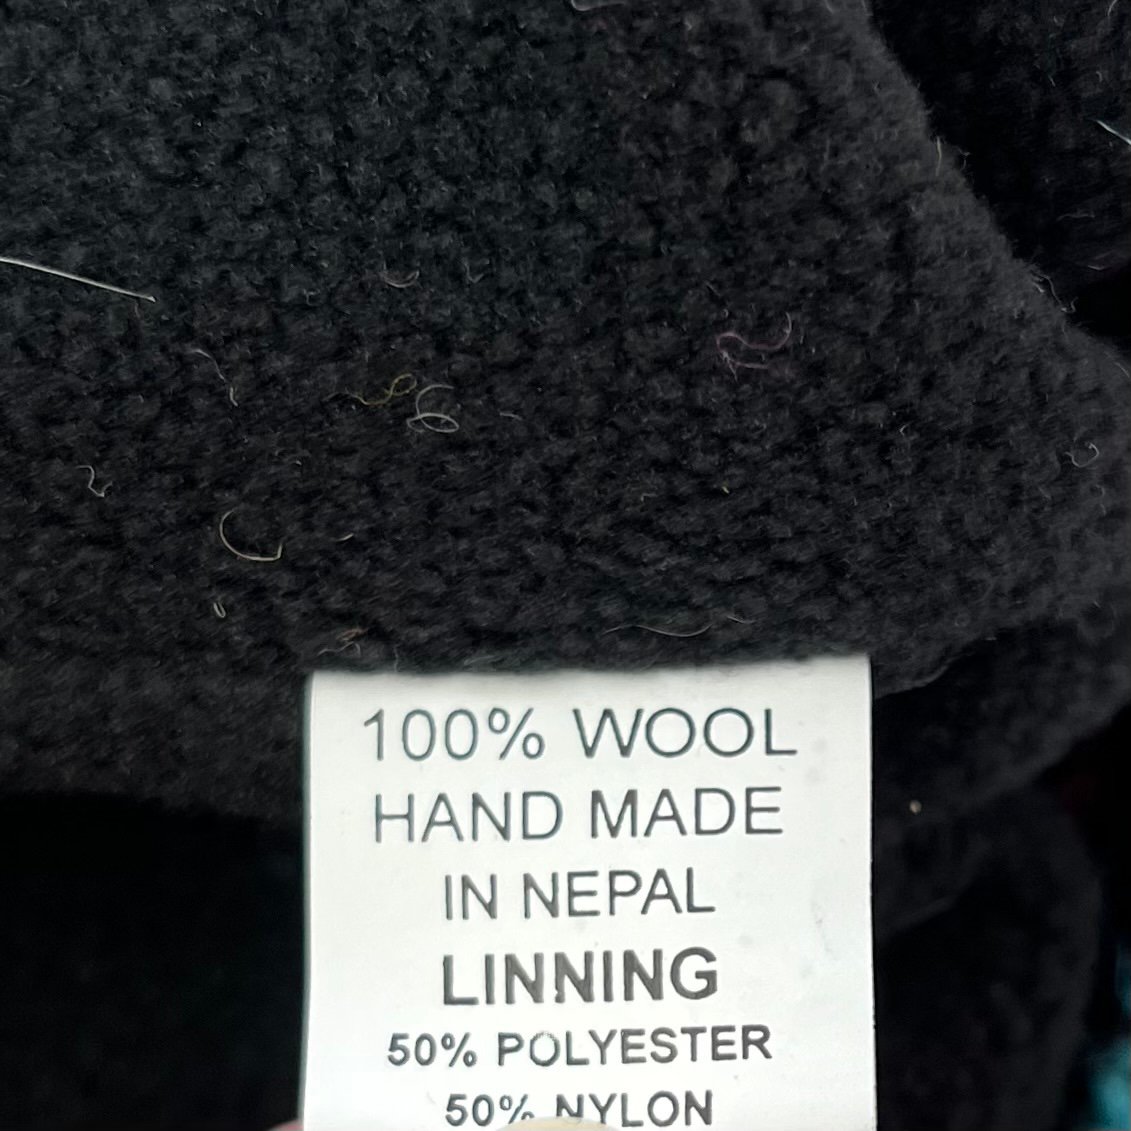 100% WOOL
HAND MADE
IN NEPAL
LINNING
50% POLYESTER
50% NYLON